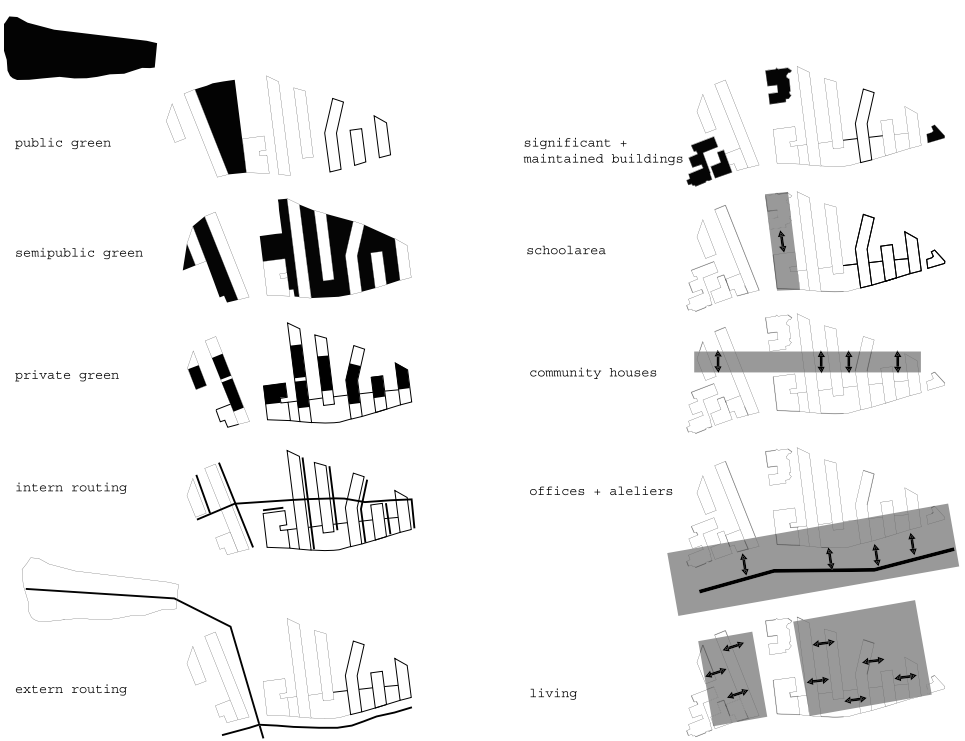 public green
semipublic green
private green
intern routing
extern routing
significant +
maintained buildings
schoolarea
community houses
offices + aleliers
living